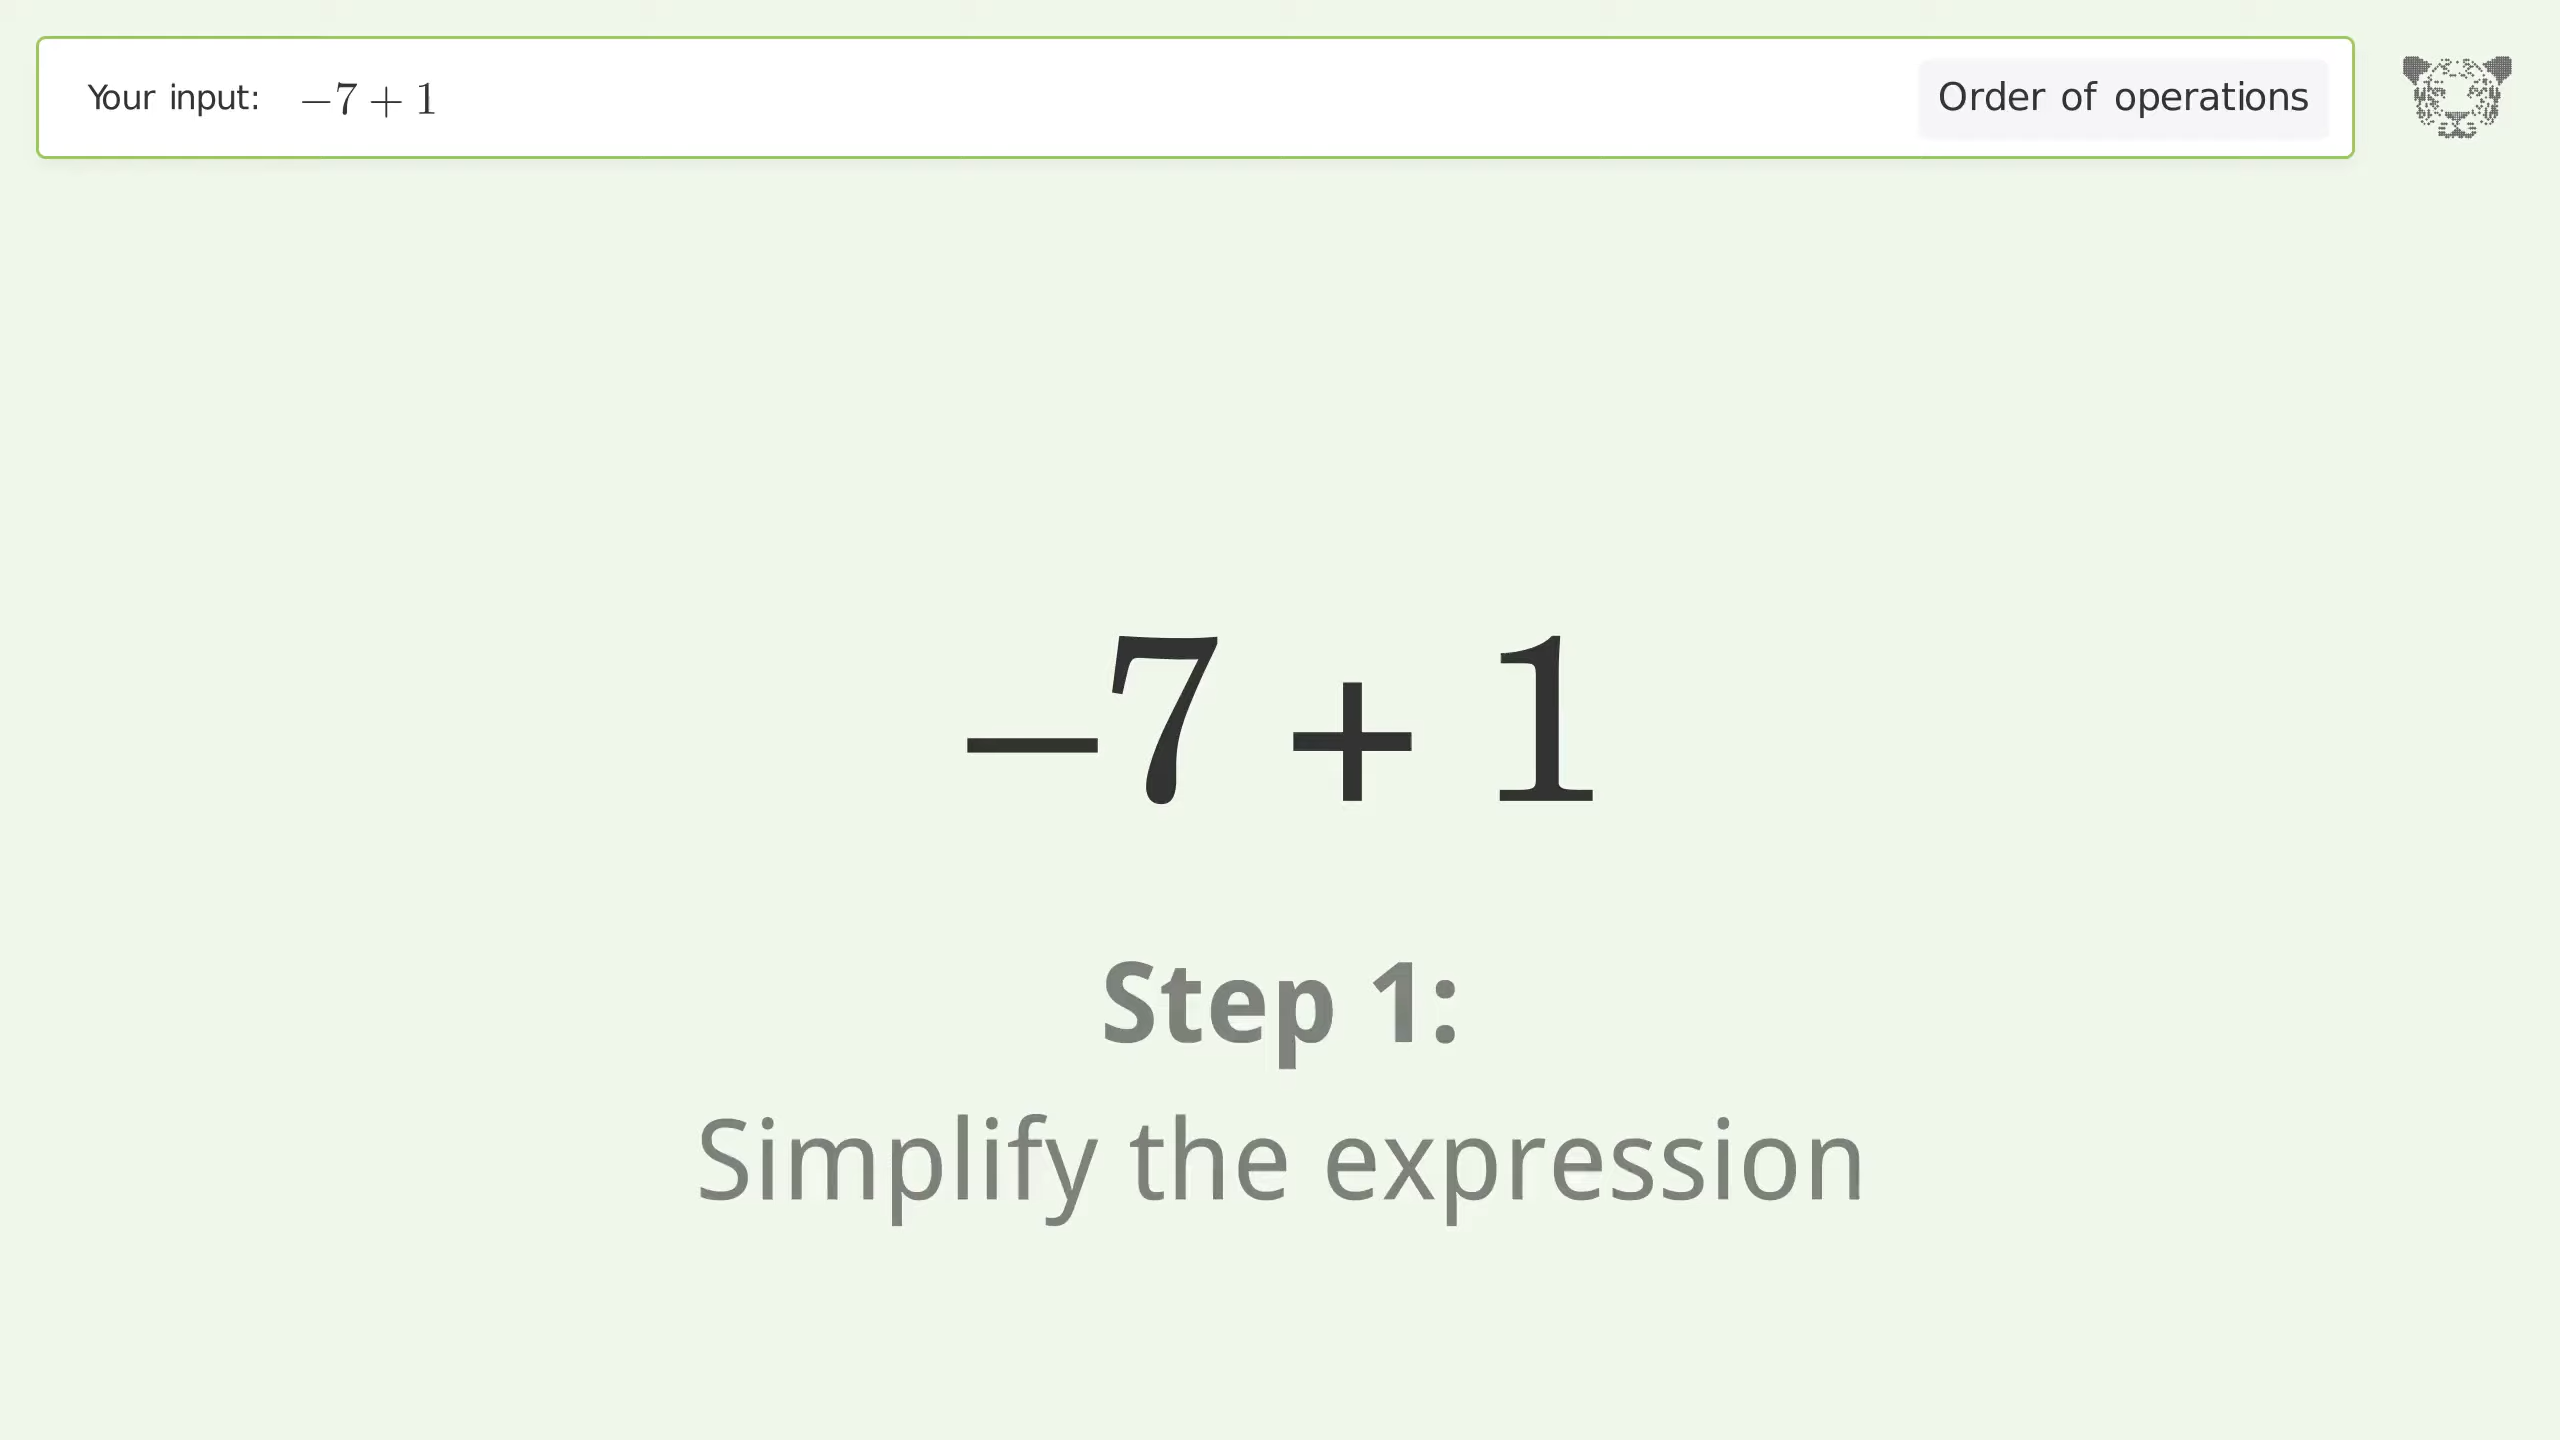 Your input: −7 + 1
Order of operations
−7 + 1
Step 1:
Simplify the expression